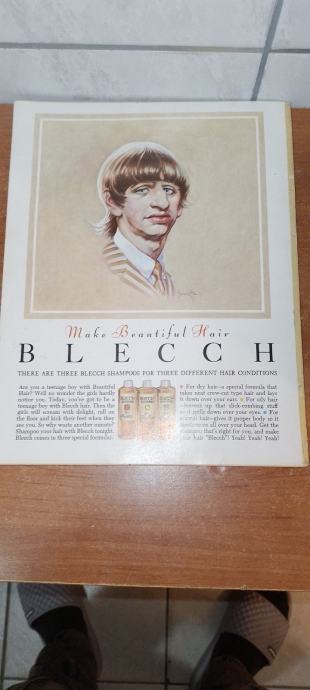 Make Beautiful Hair
BLECCH
THERE ARE THREE BLECCH SHAMPOOS FOR THREE DIFFERENT HAIR CONDITIONS
Are you a teenage boy with Beautiful
Hair? Well no wonder the girls hardly
notice you. Today, you've got to be a
teenage boy with Blecch hair. Then the
girls will scream with delight, roll on
the floor and kick their feet when they
see you. So why waste another minute?
Shampoo your hair with Blecch tonight.
Blecch comes in three special formulas:
For dry hair—a special formula that
takes neat crew-cut type hair and lays
it down over your ears. For oily hair
up that slick-combing stuff
so it spills down over your eyes. For
normal hair—gives it proper body so it
all over your head. Get the
that's right for you, and make
your hair "Blecch"! Yeah! Yeah! Yeah!